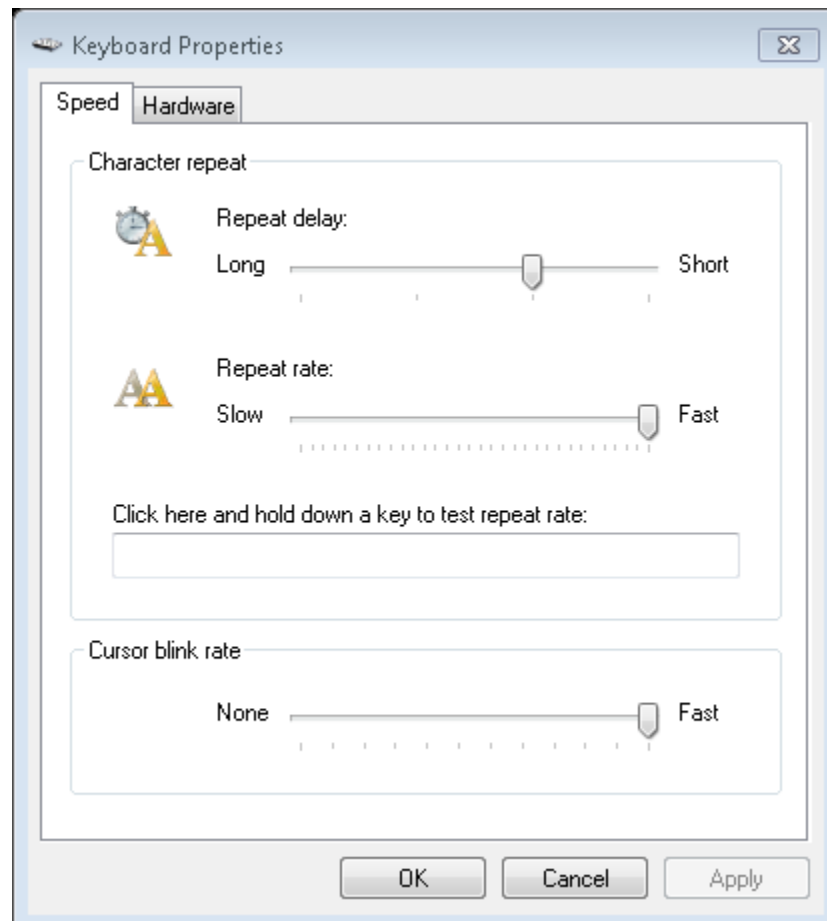 Keyboard Properties
Speed Hardware
Character repeat
Repeat delay:
Long Short
Repeat rate:
Slow Fast
Click here and hold down a key to test repeat rate:
Cursor blink rate
None Fast
OK Cancel Apply